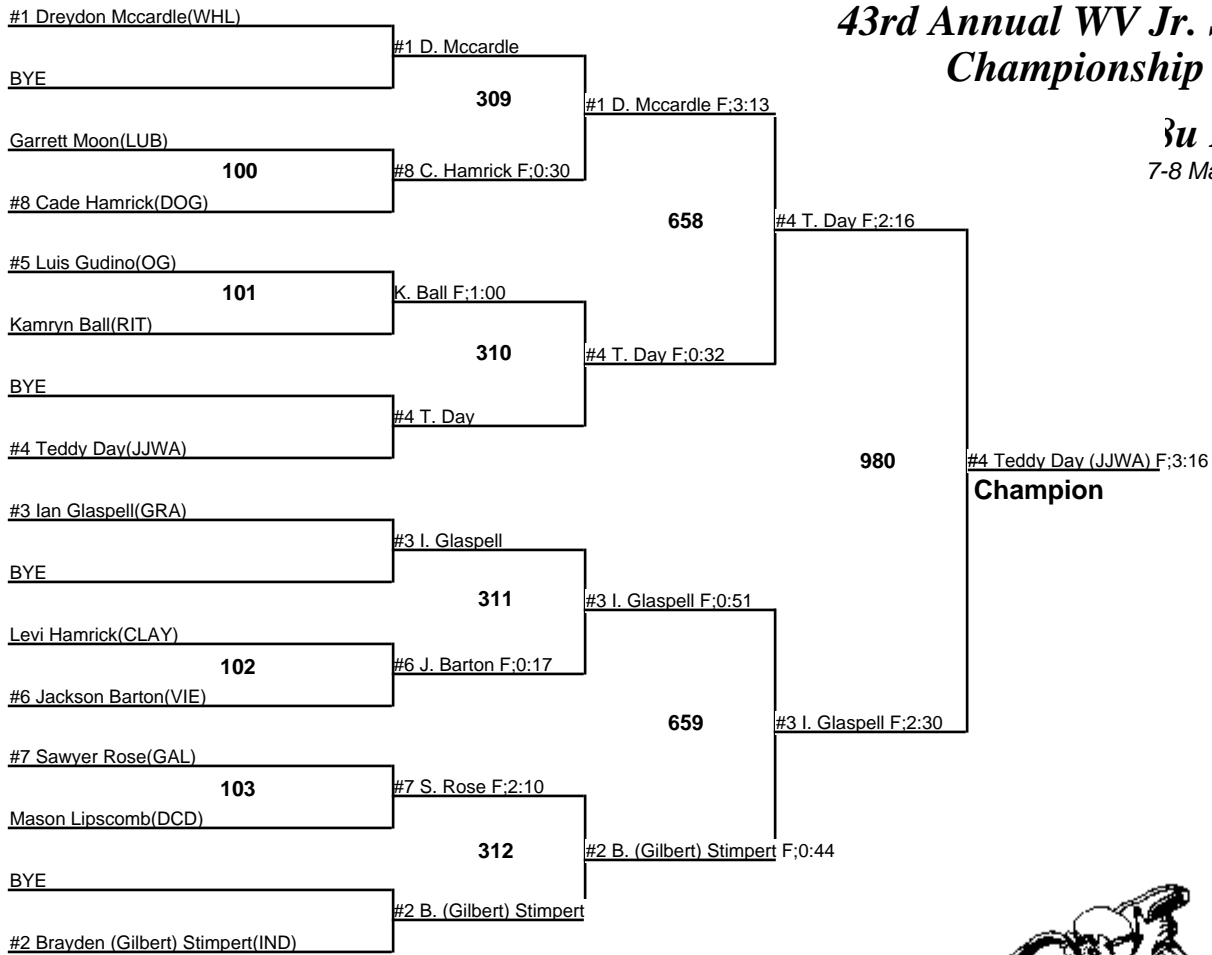 #1 Dreydon Mccardle(WHL)
43rd Annual WV Jr.
Championship
7-8
#1 D. Mccardle
BYE
309
#1 D. Mccardle F;3:13
Garrett Moon(LUB)
100
#8 C. Hamrick F;0:30
#8 Cade Hamrick(DOG)
658
#4 T. Day F;2:16
#5 Luis Gudino(OG)
101
K. Ball F;1:00
Kamryn Ball(RIT)
310
#4 T. Day F;0:32
BYE
#4 T. Day
#4 Teddy Day(JJWA)
980
#4 Teddy Day (JJWA) F;3:16
Champion
#3 Ian Glaspell(GRA)
#3 I. Glaspell
BYE
311
#3 I. Glaspell F;0:51
Levi Hamrick(CLAY)
102
#6 J. Barton F;0:17
#6 Jackson Barton(VIE)
659
#3 I. Glaspell F;2:30
#7 Sawyer Rose(GAL)
103
#7 S. Rose F;2:10
Mason Lipscomb(DCD)
312
#2 B. (Gilbert) Stimpert F;0:44
BYE
#2 B. (Gilbert) Stimpert
#2 Brayden (Gilbert) Stimpert(IND)